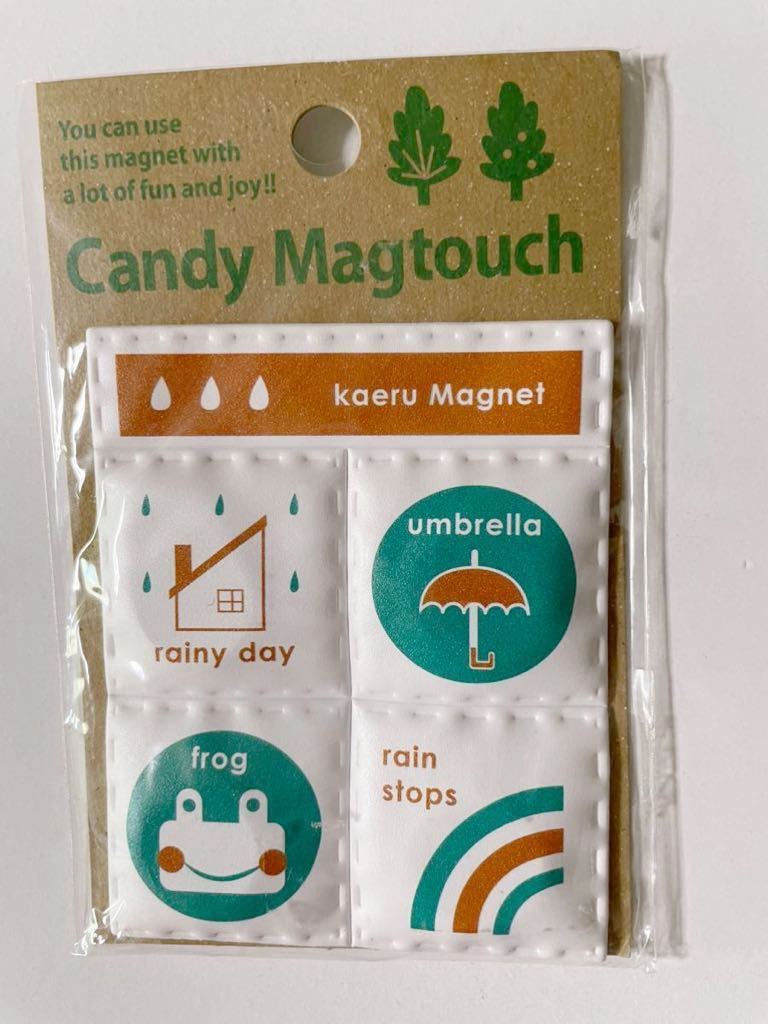 You can use
this magnet with
a lot of fun and joy!!
Candy Magtouch
kaeru Magnet
rainy day
umbrella
frog
rain
stops